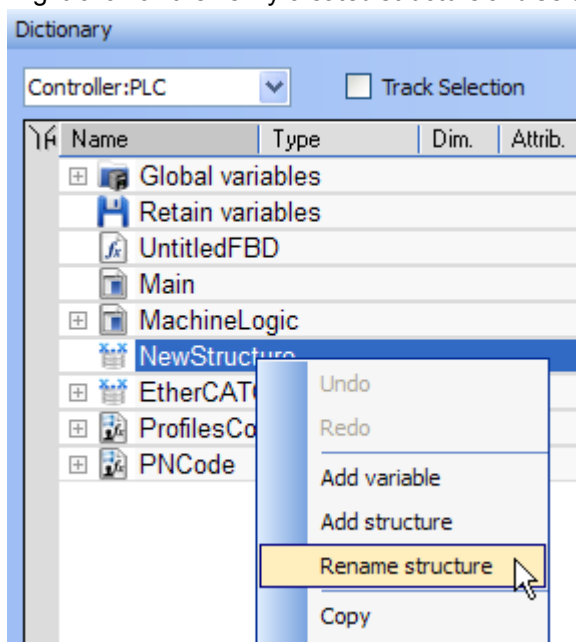 Dictionary
Controller:PLC Track Selection
Name Type Dim. Attrib.
Global variables
Retain variables
UntitledFBD
Main
MachineLogic
NewStructure
Undo
EtherCAT
Redo
ProfilesCo
PNCode
Add variable
Add structure
Rename structure
Copy